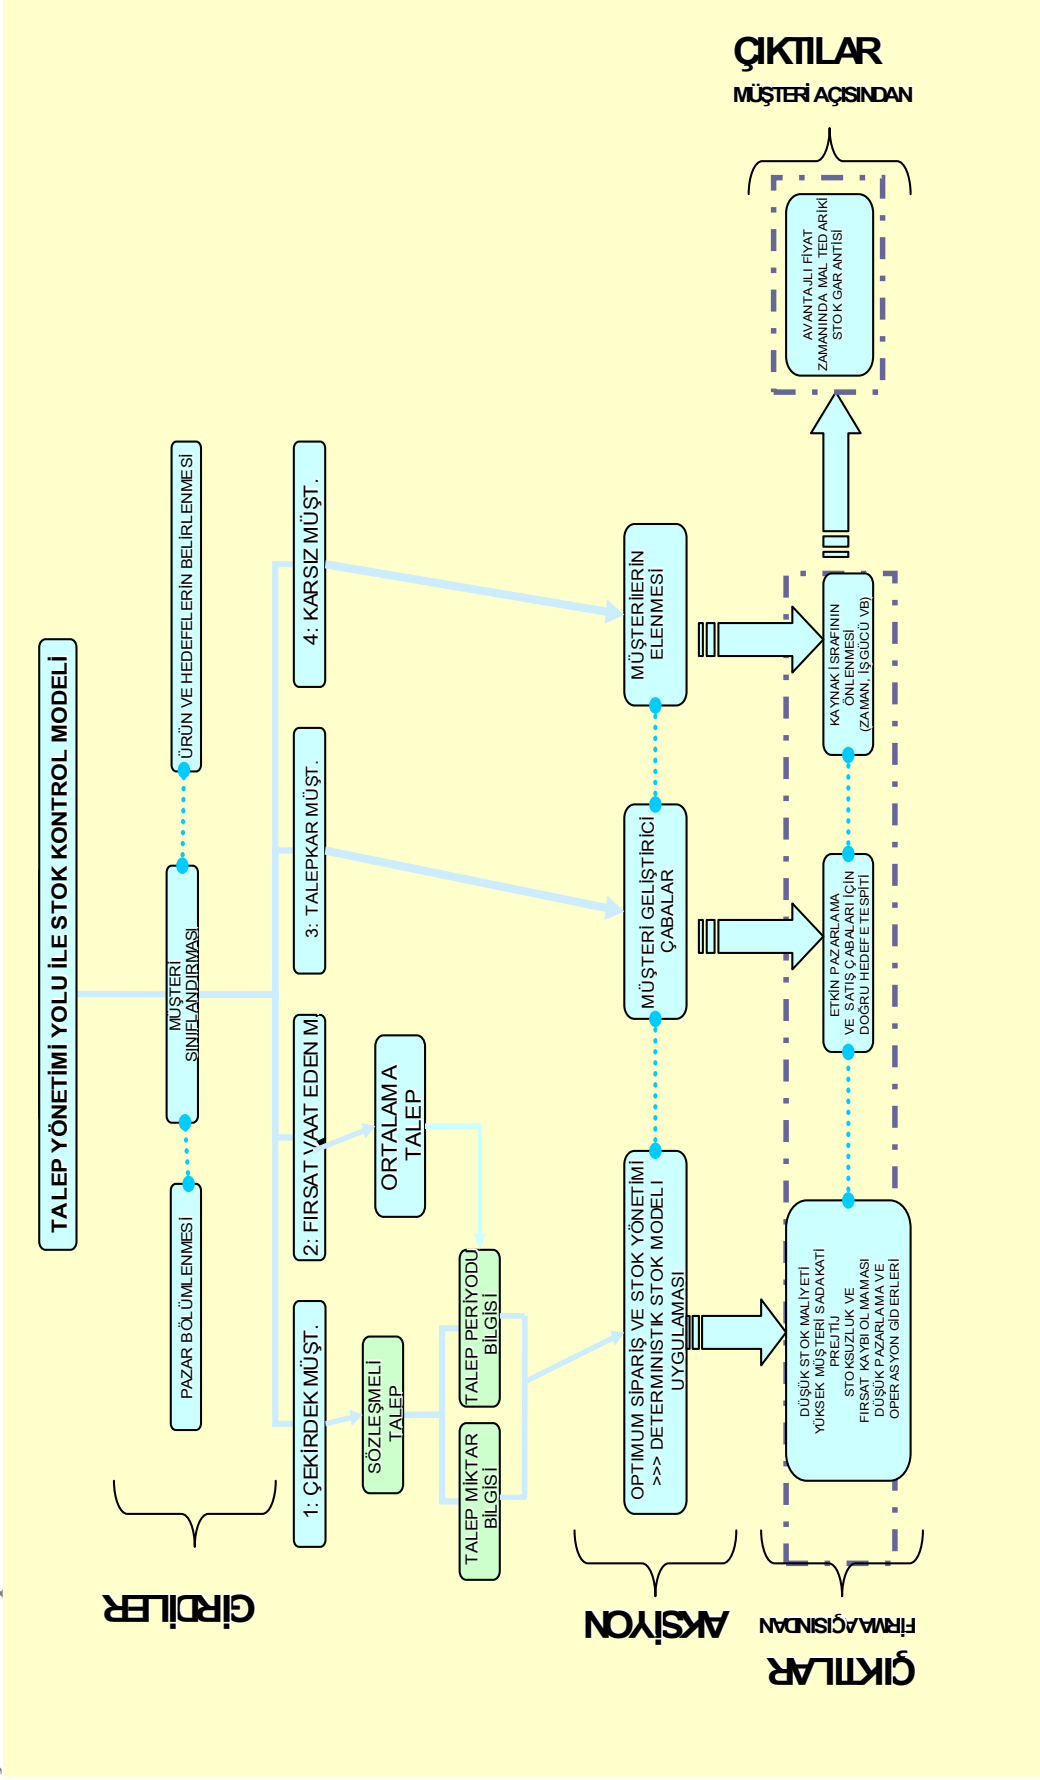 TALEP YÖNETİMİ YOLU İLE STOK KONTROL MODELİ
GİRDİLER
PAZAR BÖLÜMLENMESİ
MÜŞTERİ
SINIFLANDIRMASI
ÜRÜN VE HEDEFELERİN BELİRLENMESİ
1: ÇEKİRDEK MÜŞT.
2: FIRSAT VAAT EDEN M
3: TALEPKAR MÜŞT.
4: KARSIZ MÜŞT.
SÖZLEŞMELİ
TALEP
ORTALAMA
TALEP
TALEP MİKTAR
BİLGİSİ
TALEP PERİYODU
BİLGİSİ
AKSİYON
OPTIMUM SİPARİŞ VE STOK YÖNETİMİ
>>> DETERMINISTIK STOK MODELI
UYGULAMASI
MÜŞTERİ GELİŞTİRİCİ
ÇABALAR
MÜŞTERİlERİN
ELENMESİ
ÇIKTILAR
FİRMA AÇISINDAN
DÜŞÜK STOK MALİYETİ
YÜKSEK MÜŞTERİ SADAKATİ
PREJTİJ
STOKSUZLUK VE
FIRSAT KAYBI OLMAMASI
DÜŞÜK PAZARLAMA VE
OPERASYON GİDERLERİ
ETKİN PAZARLAMA
VE SATIŞ ÇABALARI İÇİN
DOĞRU HEDEFE TESPİTİ
KAYNAK İSRAFININ
ÖNLENMESİ
(ZAMAN, İŞGÜCÜ VB)
AVANTAJLI FİYAT
ZAMANINDA MAL TEDARİKİ
STOK GARANTİSİ
ÇIKTILAR
MÜŞTERİ AÇISINDAN